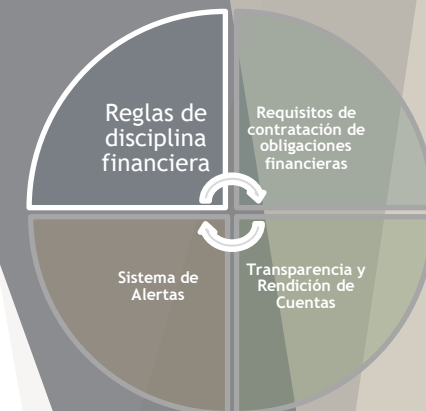 Reglas de
disciplina
financiera
Requisitos de
contratación de
obligaciones
financieras
Sistema de
Alertas
Transparencia y
Rendición de
Cuentas